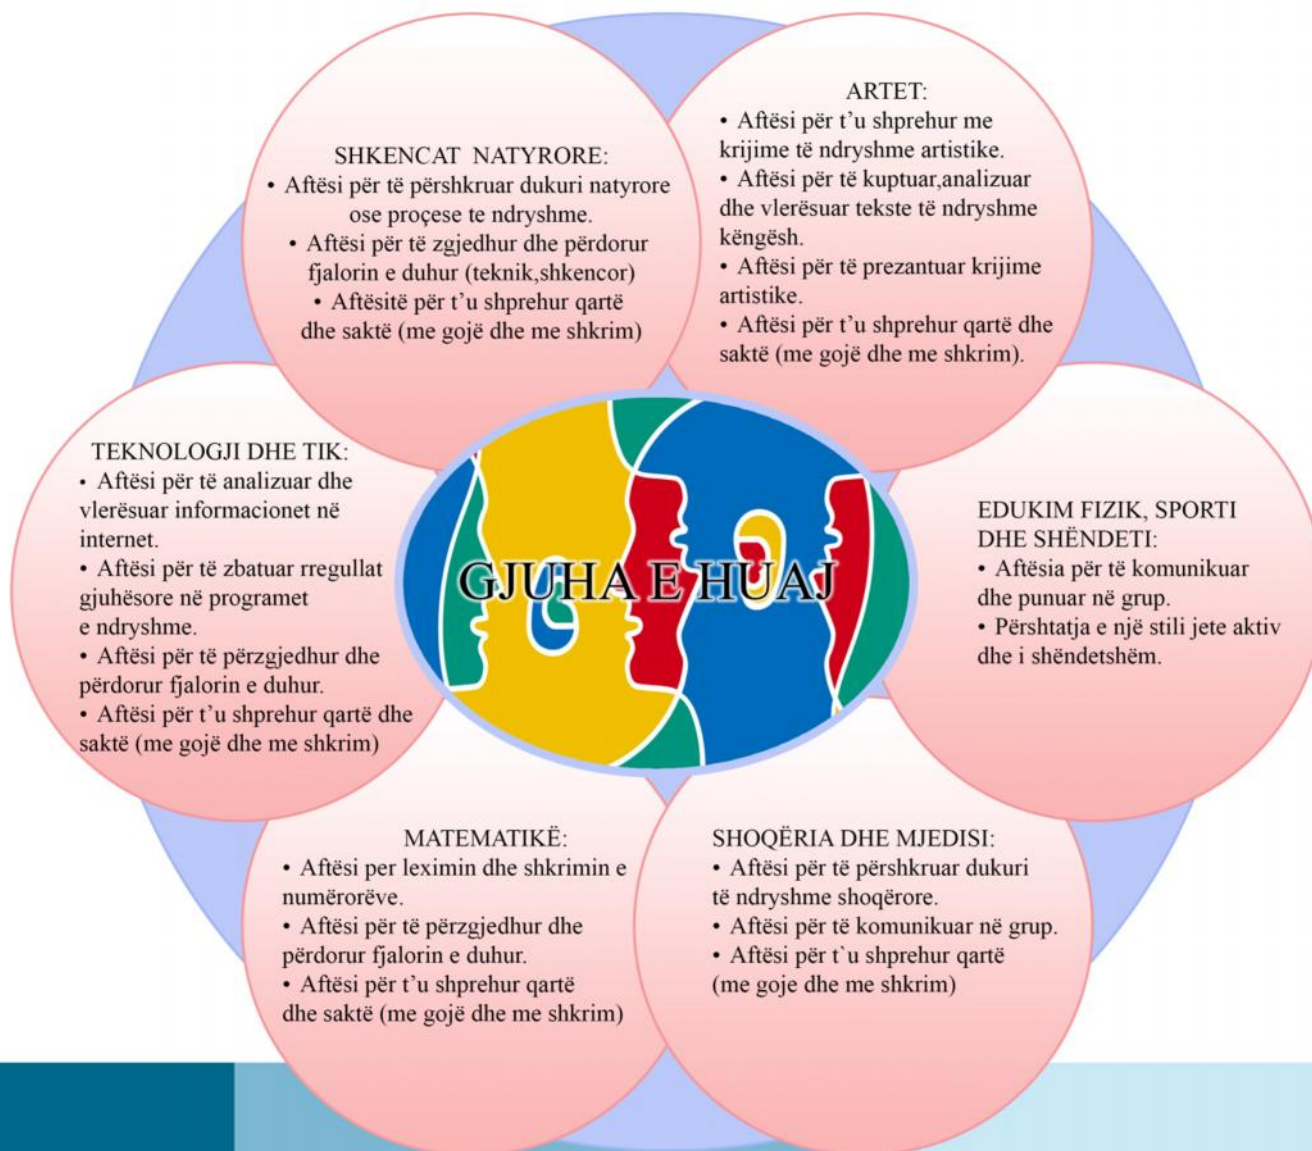 SHKENCAT NATYRORE:
• Aftësi për të përshkruar dukuri natyrore
ose proçese te ndryshme.
• Aftësi për të zgjedhur dhe përdorur
fjalorin e duhur (teknik,shkencor)
• Aftësitë për t’u shprehur qartë
dhe saktë (me gojë dhe me shkrim)
ARTET:
• Aftësi për t’u shprehur me
krijime të ndryshme artistike.
• Aftësi për të kuptuar,analizuar
dhe vlerësuar tekste të ndryshme
këngësh.
• Aftësi për të prezantuar krijime
artistike.
• Aftësi për t’u shprehur qartë dhe
saktë (me gojë dhe me shkrim).
TEKNOLOGJI DHE TIK:
• Aftësi për të analizuar dhe
vlerësuar informacionet në
internet.
• Aftësi për të zbatuar rregullat
gjuhësore në programet
e ndryshme.
• Aftësi për të përzgjedhur dhe
përdorur fjalorin e duhur.
• Aftësi për t’u shprehur qartë dhe
saktë (me gojë dhe me shkrim)
GJUHA E HUAJ
EDUKIM FIZIK, SPORTI
DHE SHËNDETI:
• Aftësia për të komunikuar
dhe punuar në grup.
• Përshtatja e një stili jete aktiv
dhe i shëndetshëm.
MATEMATIKË:
• Aftësi per leximin dhe shkrimin e
numërorëve.
• Aftësi për të përzgjedhur dhe
përdorur fjalorin e duhur.
• Aftësi për t’u shprehur qartë
dhe saktë (me gojë dhe me shkrim)
SHOQËRIA DHE MJEDISI:
• Aftësi për të përshkruar dukuri
të ndryshme shoqërore.
• Aftësi për të komunikuar në grup.
• Aftësi për t`u shprehur qartë
(me goje dhe me shkrim)